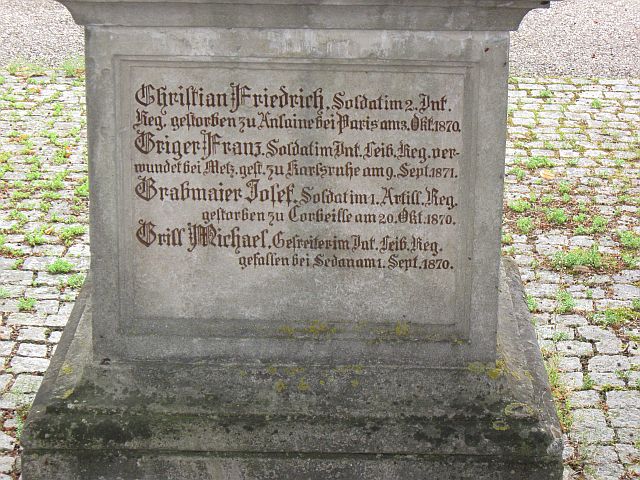 Christian Friedrich, Soldat im 2. Inf.
Reg. gestorben zu Antoine bei Paris am 3. Okt. 1870.
Griger Franz, Soldat im Inf. Leib. Reg. ver-
wundet bei Metz, gest. zu Karlsruhe am 9. Sept. 1871.
Grabmaier Josef, Soldat im 1. Artill. Reg.
gestorben zu Corbeille am 20. Okt. 1870.
Grill Michael, Gefreiter im Inf. Leib. Reg.
gefallen bei Sedan am 1. Sept. 1870.